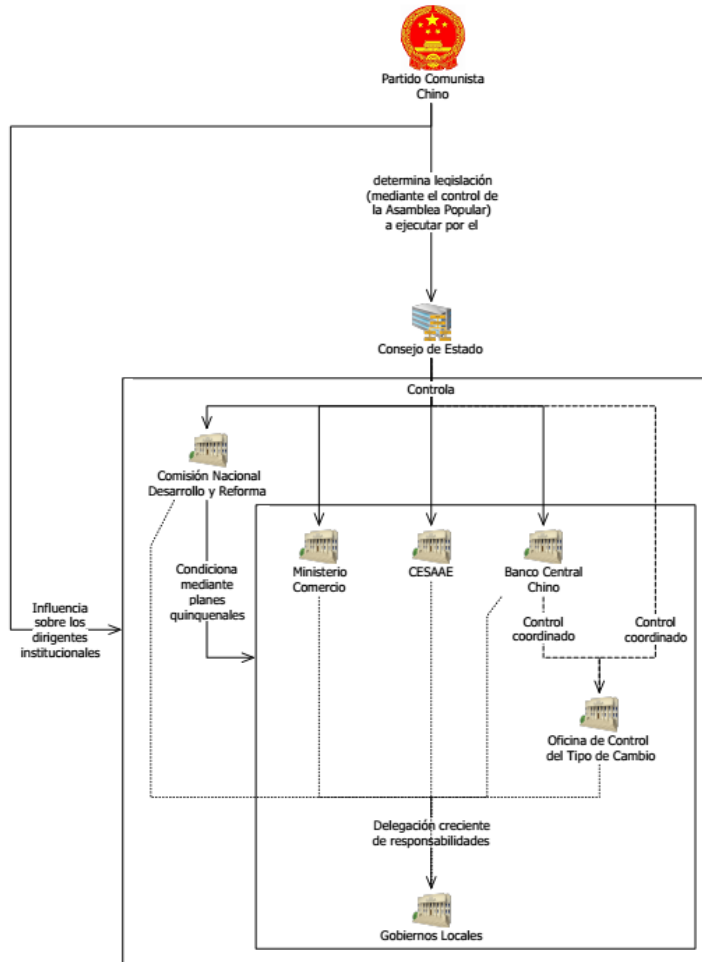 Partido Comunista
Chino
determina legislación
(mediante el control de
la Asamblea Popular)
a ejecutar por el
Consejo de Estado
Controla
Comisión Nacional
Desarrollo y Reforma
Ministerio
Comercio
CESAAE
Banco Central
Chino
Condiciona
mediante
planes
quinquenales
Influencia
sobre los
dirigentes
institucionales
Control
coordinado
Control
coordinado
Oficina de Control
del Tipo de Cambio
Delegación creciente
de responsabilidades
Gobiernos Locales